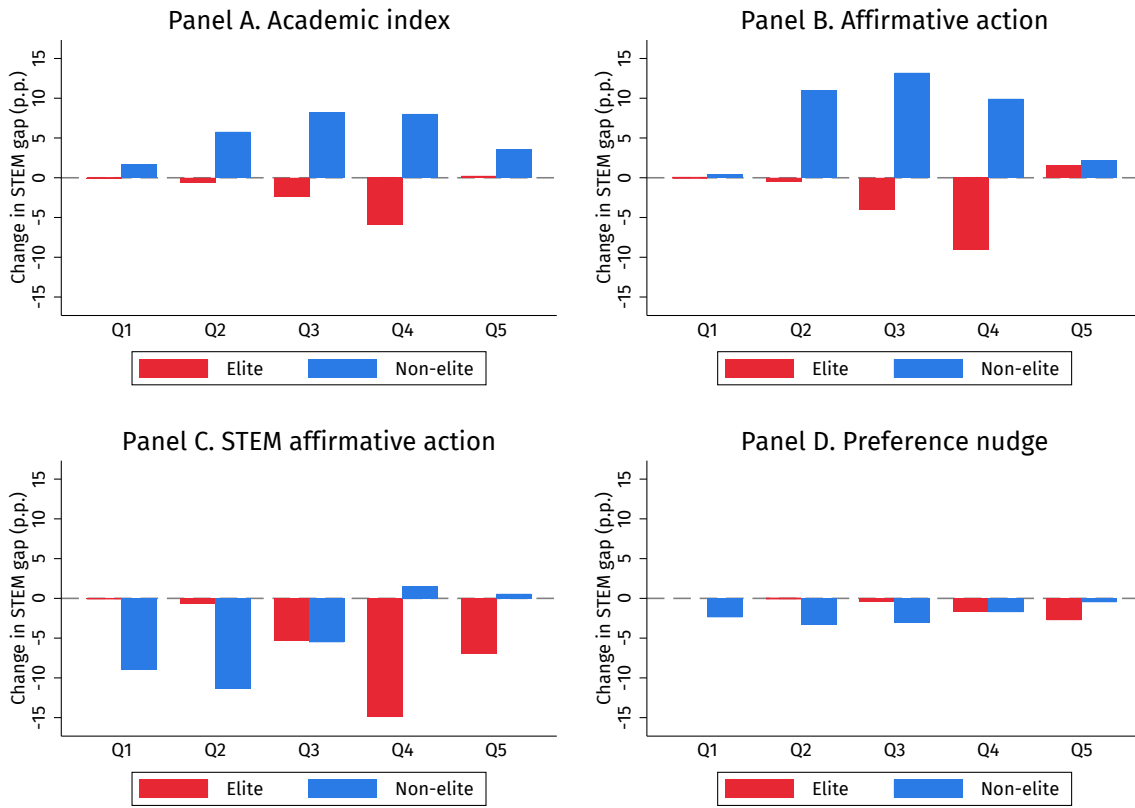 Panel A. Academic index
Change in STEM gap (p.p.)
15
10
5
0
-5
-10
-15
Q1 Q2 Q3 Q4 Q5
Elite Non-elite
Panel B. Affirmative action
Change in STEM gap (p.p.)
15
10
5
0
-5
-10
-15
Q1 Q2 Q3 Q4 Q5
Elite Non-elite
Panel C. STEM affirmative action
Change in STEM gap (p.p.)
15
10
5
0
-5
-10
-15
Q1 Q2 Q3 Q4 Q5
Elite Non-elite
Panel D. Preference nudge
Change in STEM gap (p.p.)
15
10
5
0
-5
-10
-15
Q1 Q2 Q3 Q4 Q5
Elite Non-elite